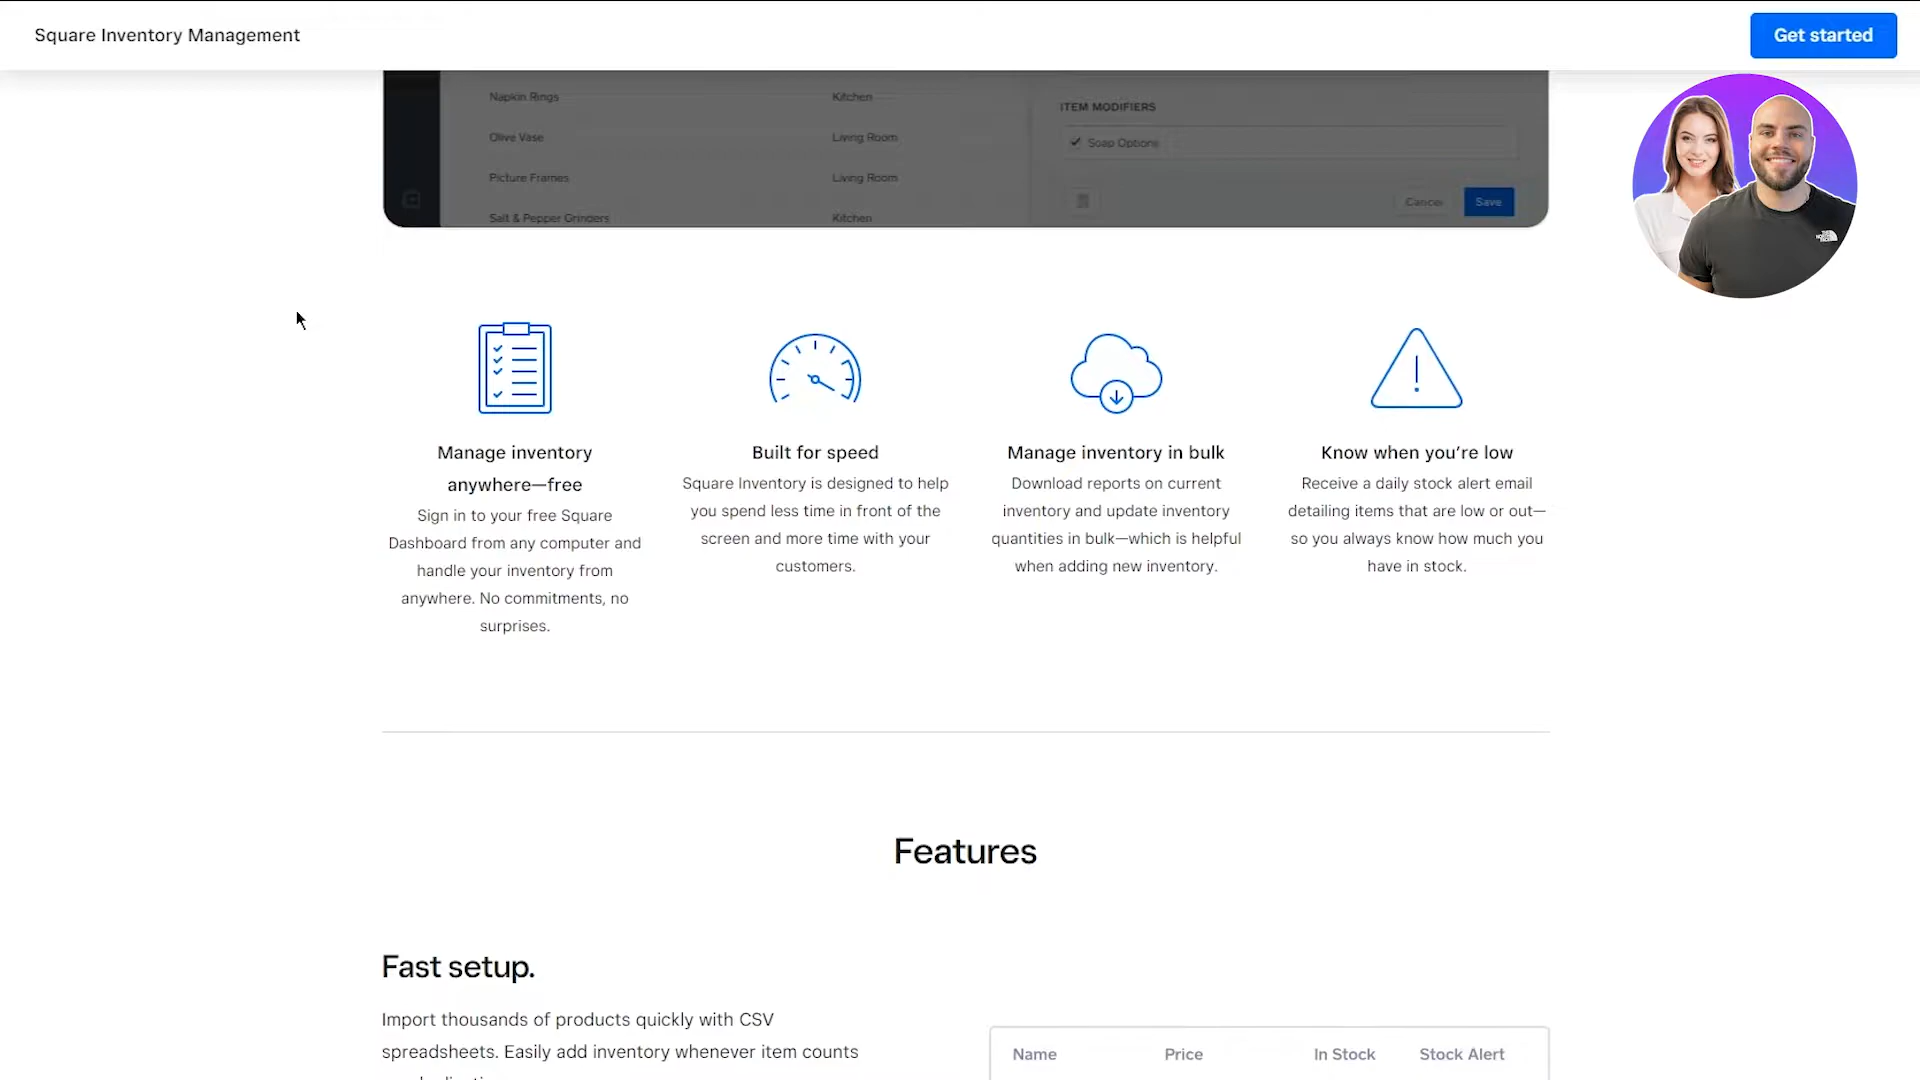 Square Inventory Management
Get started
Napkin Rings
Kitchen
ITEM MODIFIERS
Olive Vase
Living Room
Soap Options
Picture Frames
Living Room
Cancel
Save
Salt & Pepper Grinders
Kitchen
THE
NORTH
FACE
Manage inventory
anywhere—free
Sign in to your free Square
Dashboard from any computer and
handle your inventory from
anywhere. No commitments, no
surprises.
Built for speed
Square Inventory is designed to help
you spend less time in front of the
screen and more time with your
customers.
Manage inventory in bulk
Download reports on current
inventory and update inventory
quantities in bulk—which is helpful
when adding new inventory.
Know when you’re low
Receive a daily stock alert email
detailing items that are low or out—
so you always know how much you
have in stock.
Features
Fast setup.
Import thousands of products quickly with CSV
spreadsheets. Easily add inventory whenever item counts
Name
Price
In Stock
Stock Alert